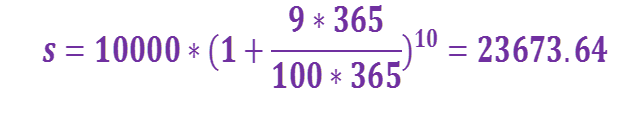 s = 10000 * (1 + 9 * 365 / 100 * 365)^10 = 23673.64